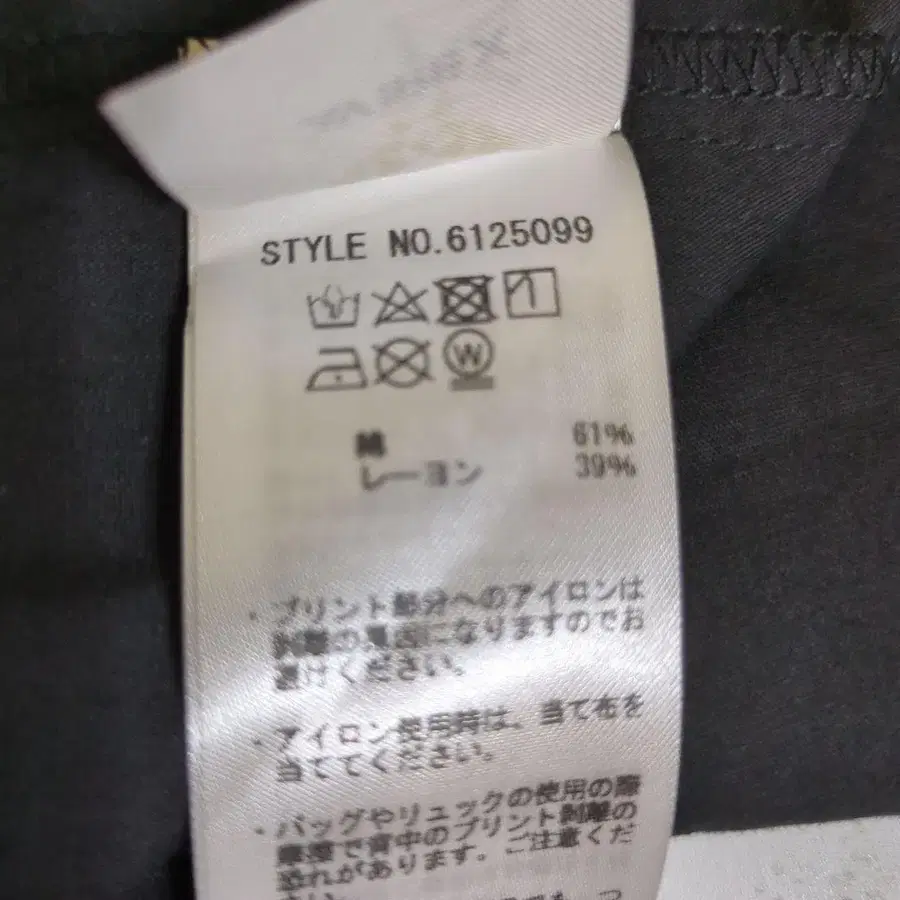 STYLE NO.6125099
W
綿 61%
レーヨン 39%
・プリント部分へのアイロンは
剥離の原因になりますのでお
避けください。
・アイロン使用時は、当て布を
当ててください。
・バッグやリュックの使用の際
摩擦で背中のプリント剥離の
恐れがあります。ご注意くだ
さい。